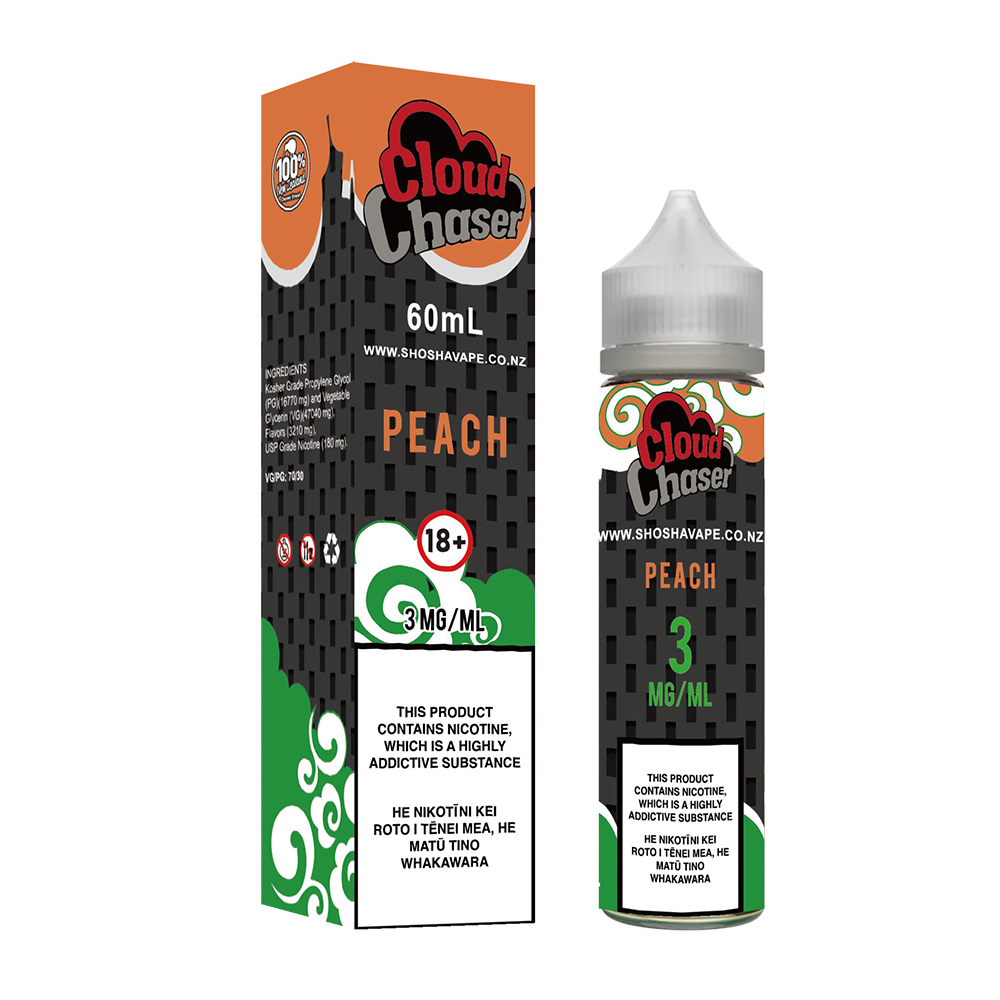 100%
New Zealand
Owned Brand
INGREDIENTS
Kosher Grade Propylene Glycol
(PG)(16770 mg) and Vegetable
Glycerin (VG)(47040 mg),
Flavors (3210 mg),
USP Grade Nicotine (180 mg).
VG/PG: 70/30
Cloud
Chaser
60mL
WWW.SHOSHAVAPE.CO.NZ
PEACH
18+
3 MG/ML
THIS PRODUCT
CONTAINS NICOTINE,
WHICH IS A HIGHLY
ADDICTIVE SUBSTANCE
HE NIKOTĪNI KEI
ROTO I TĒNEI MEA, HE
MATŪ TINO
WHAKAWARA
Cloud
Chaser
WWW.SHOSHAVAPE.CO.NZ
PEACH
3
MG/ML
THIS PRODUCT
CONTAINS NICOTINE,
WHICH IS A HIGHLY
ADDICTIVE SUBSTANCE
HE NIKOTĪNI KEI
ROTO I TĒNEI MEA, HE
MATŪ TINO
WHAKAWARA